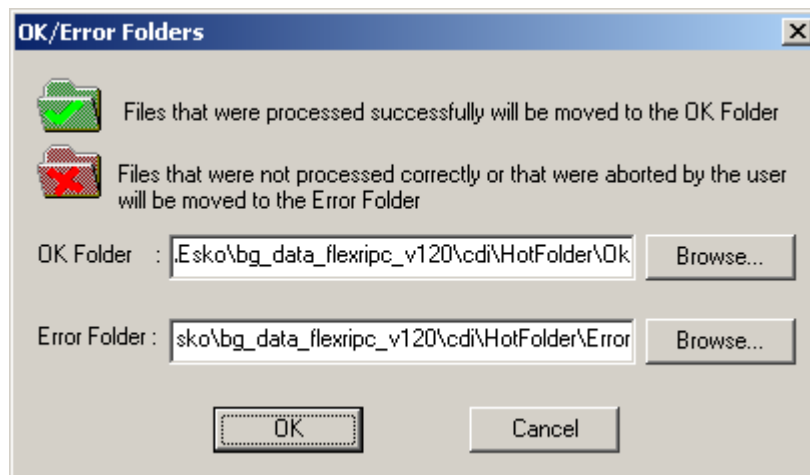 OK/Error Folders
Files that were processed successfully will be moved to the OK Folder
Files that were not processed correctly or that were aborted by the user
will be moved to the Error Folder
OK Folder : .Esko\bg_data_flexripc_v120\cdi\HotFolder\Ok Browse...
Error Folder : sko\bg_data_flexripc_v120\cdi\HotFolder\Error Browse...
OK Cancel